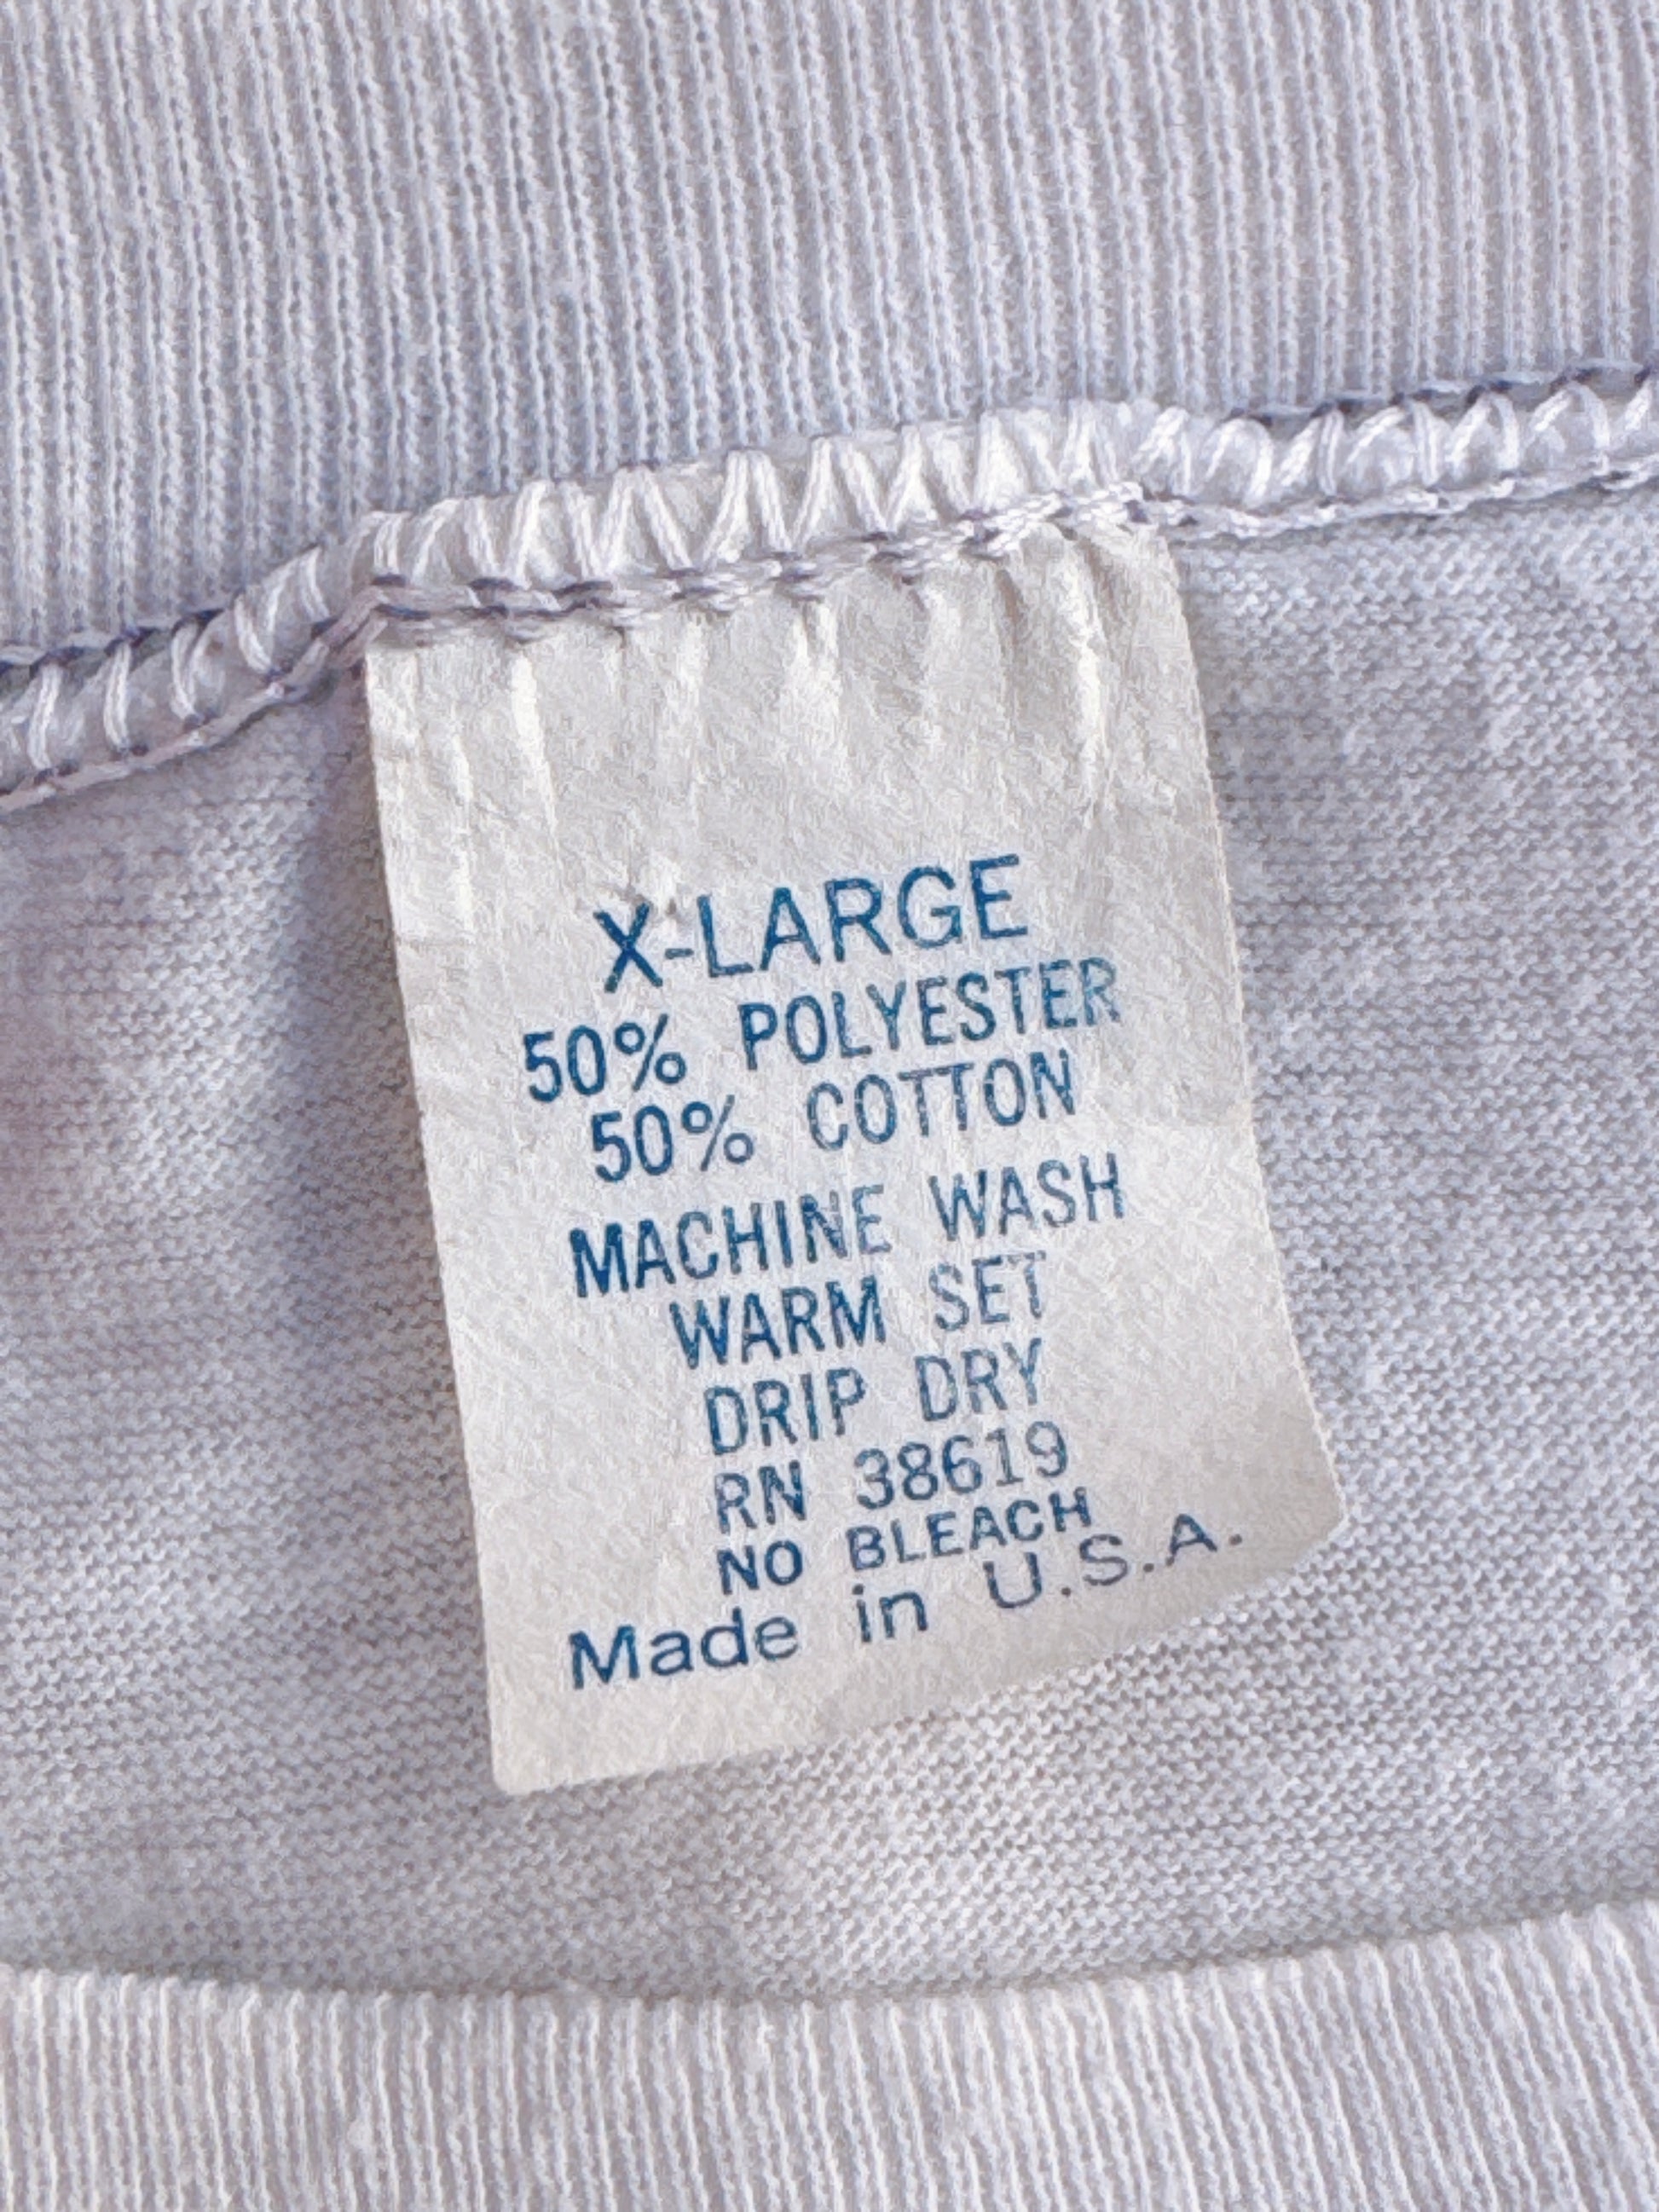 X-LARGE
50% POLYESTER
50% COTTON
MACHINE WASH
WARM SET
DRIP DRY
RN 38619
NO BLEACH
Made in U.S.A.